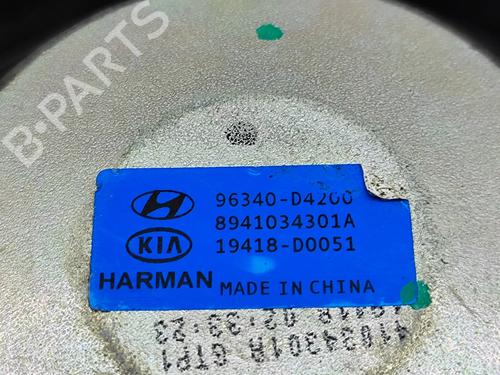 B-PARTS
96340-D4200
8941034301A
KIA
19418-D0051
HARMAN
MADE IN CHINA